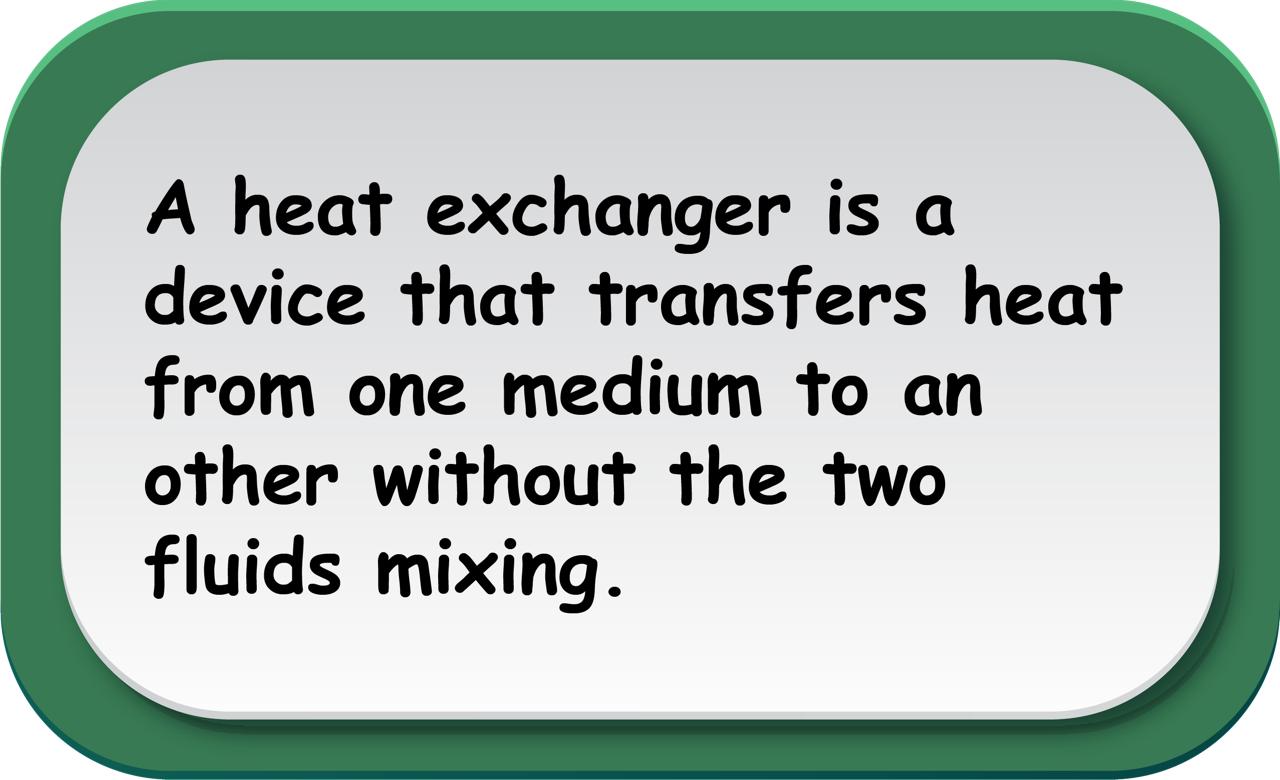 A heat exchanger is a
device that transfers heat
from one medium to an
other without the two
fluids mixing.